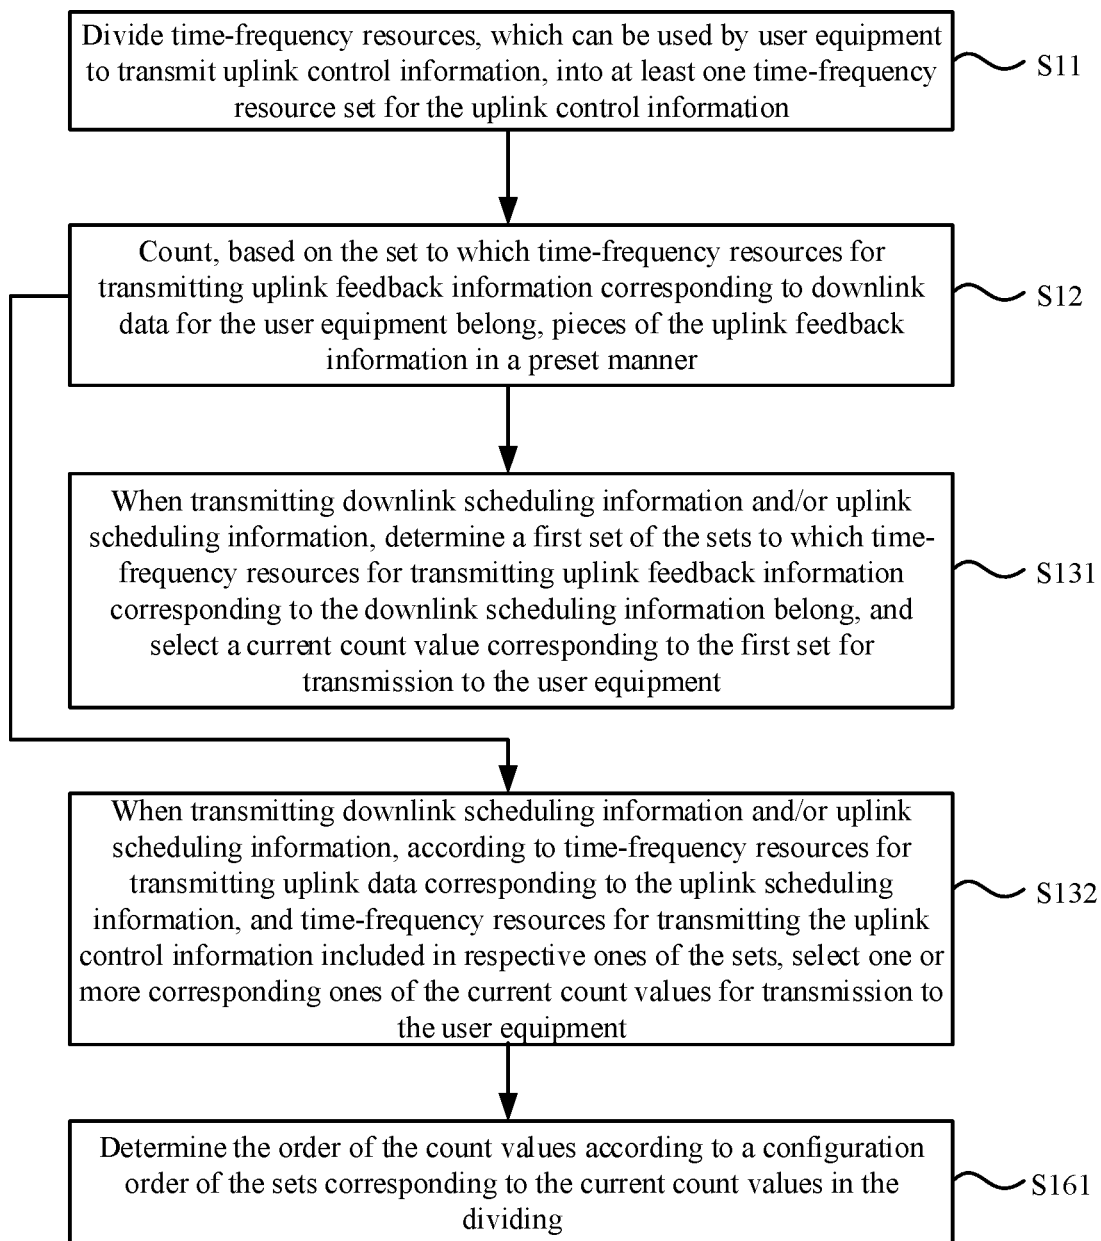 Divide time-frequency resources, which can be used by user equipment
to transmit uplink control information, into at least one time-frequency
resource set for the uplink control information
S11
Count, based on the set to which time-frequency resources for
transmitting uplink feedback information corresponding to downlink
data for the user equipment belong, pieces of the uplink feedback
information in a preset manner
S12
When transmitting downlink scheduling information and/or uplink
scheduling information, determine a first set of the sets to which time-
frequency resources for transmitting uplink feedback information
corresponding to the downlink scheduling information belong, and
select a current count value corresponding to the first set for
transmission to the user equipment
S131
When transmitting downlink scheduling information and/or uplink
scheduling information, according to time-frequency resources for
transmitting uplink data corresponding to the uplink scheduling
information, and time-frequency resources for transmitting the uplink
control information included in respective ones of the sets, select one or
more corresponding ones of the current count values for transmission to
the user equipment
S132
Determine the order of the count values according to a configuration
order of the sets corresponding to the current count values in the
dividing
S161